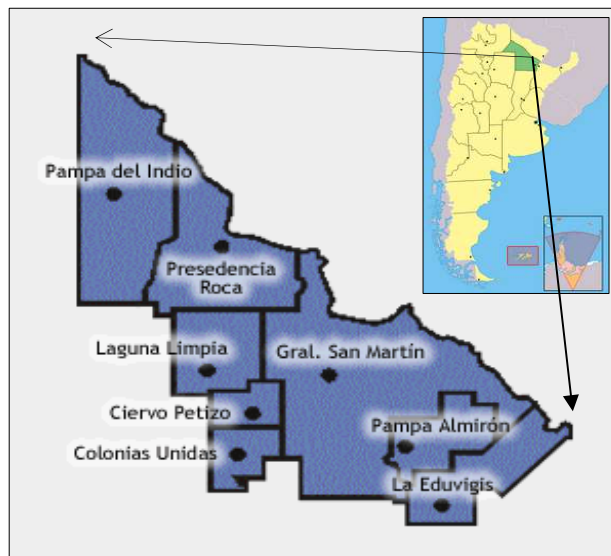 Pampa del Indio
Presedencia
Roca
Laguna Limpia
Gral. San Martín
Ciervo Petizo
Pampa Almirón
Colonias Unidas
La Eduvigis